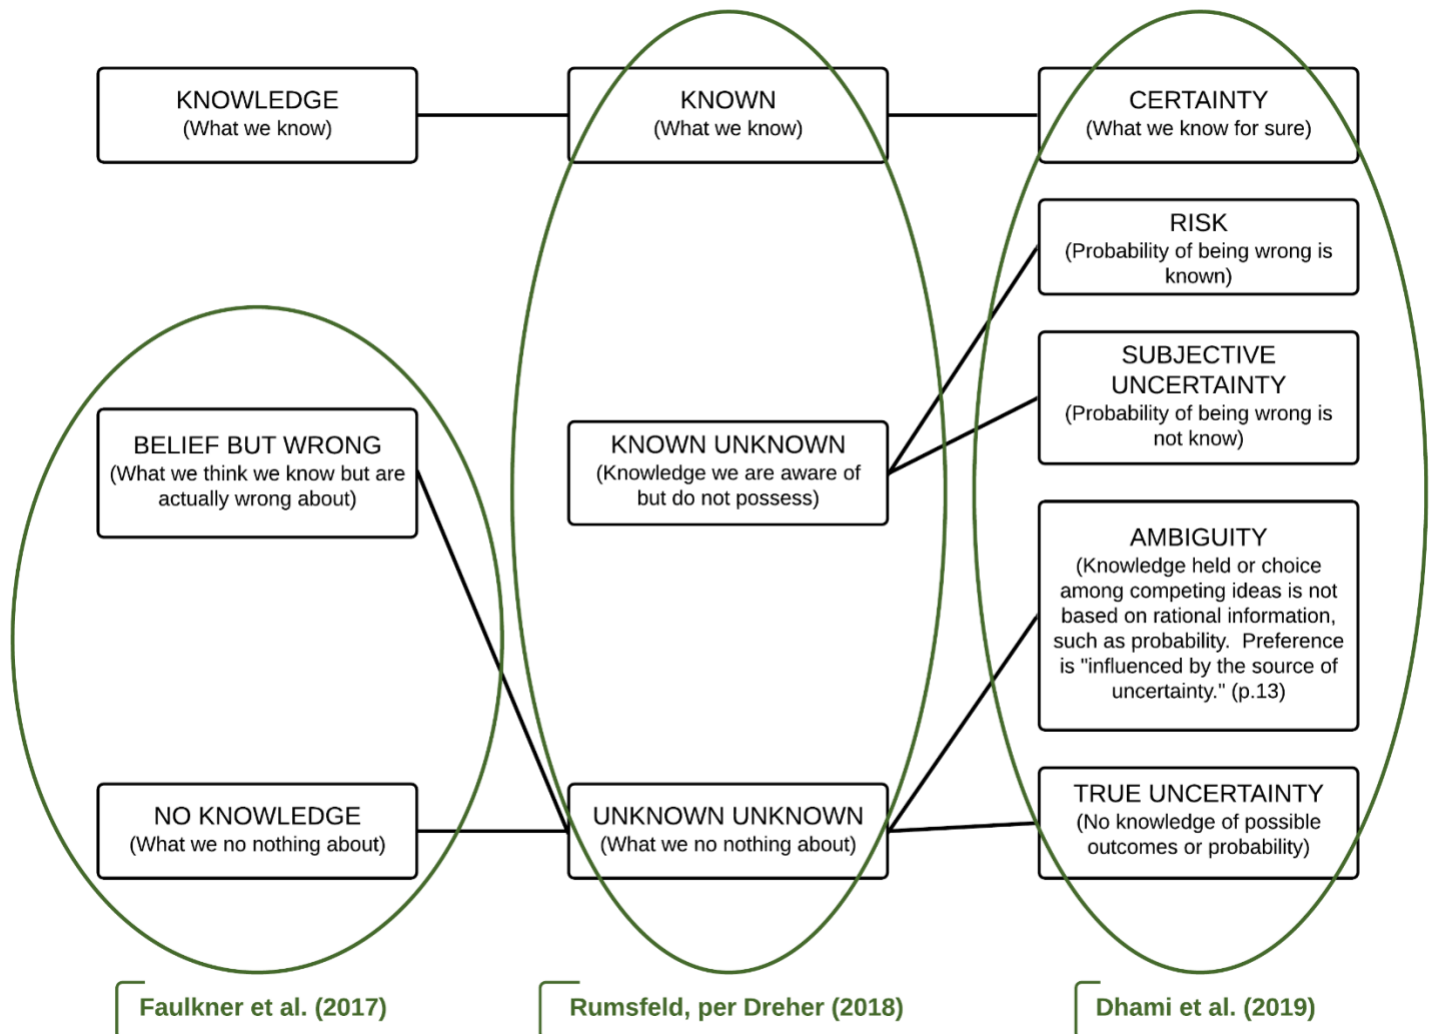 KNOWLEDGE
(What we know)
KNOWN
(What we know)
CERTAINTY
(What we know for sure)
RISK
(Probability of being wrong is
known)
SUBJECTIVE
UNCERTAINTY
(Probability of being wrong is
not know)
BELIEF BUT WRONG
(What we think we know but are
actually wrong about)
KNOWN UNKNOWN
(Knowledge we are aware of
but do not possess)
AMBIGUITY
(Knowledge held or choice
among competing ideas is not
based on rational information,
such as probability.  Preference
is "influenced by the source of
uncertainty." (p.13)
NO KNOWLEDGE
(What we no nothing about)
UNKNOWN UNKNOWN
(What we no nothing about)
TRUE UNCERTAINTY
(No knowledge of possible
outcomes or probability)
Faulkner et al. (2017)
Rumsfeld, per Dreher (2018)
Dhami et al. (2019)